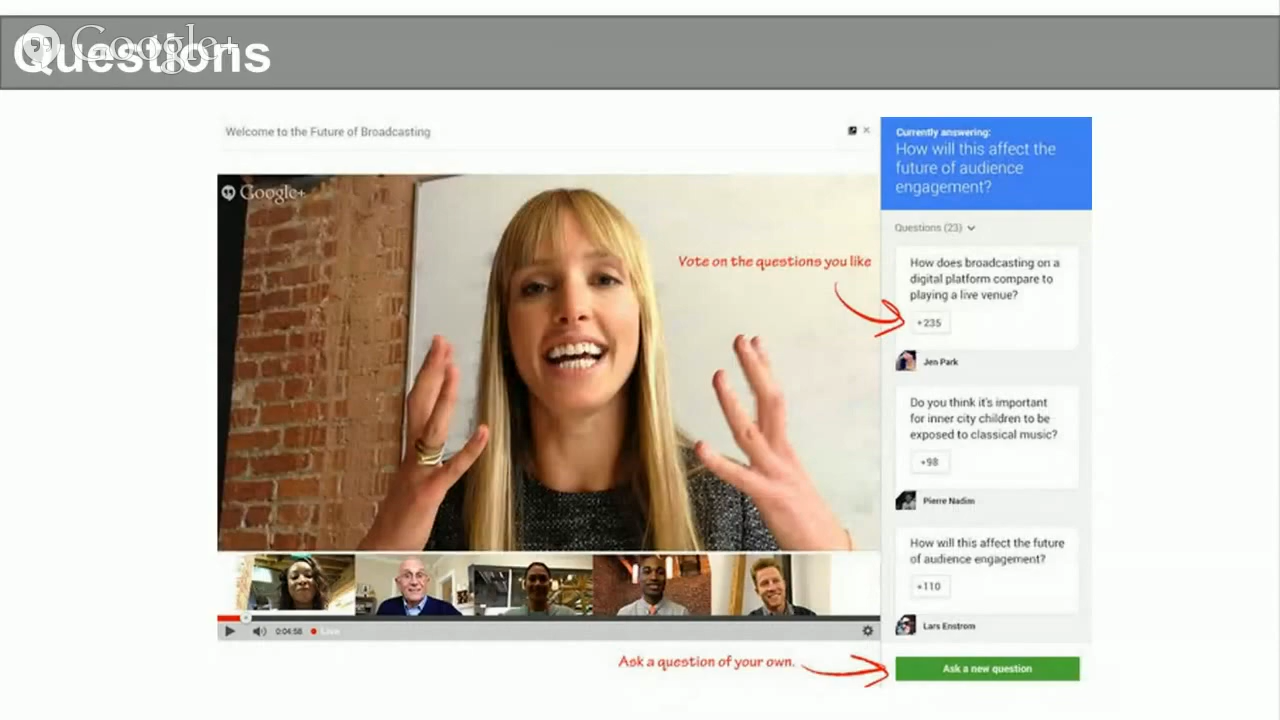 Google+
Questions
Welcome to the Future of Broadcasting
Google+
Vote on the questions you like
0:04:58
Live
Ask a question of your own.
Currently answering:
How will this affect the
future of audience
engagement?
Questions (23)
How does broadcasting on a
digital platform compare to
playing a live venue?
+235
Jen Park
Do you think it's important
for inner city children to be
exposed to classical music?
+98
Pierre Nadim
How will this affect the future
of audience engagement?
+110
Lars Enstrom
Ask a new question